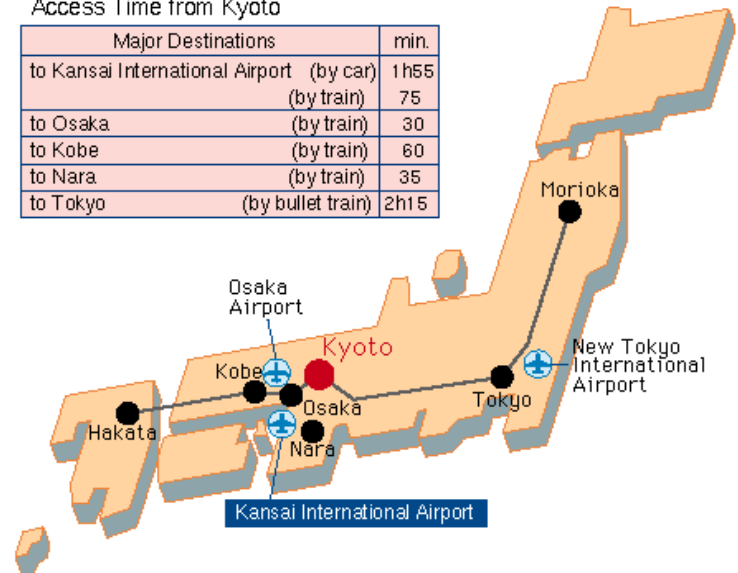 Access Time from Kyoto
Major Destinations min.
to Kansai International Airport (by car) 1h55
(by train) 75
to Osaka (by train) 30
to Kobe (by train) 60
to Nara (by train) 35
to Tokyo (by bullet train) 2h15
Morioka
Osaka
Airport
Kyoto
New Tokyo
International
Airport
Kobe
Osaka
Tokyo
Hakata
Nara
Kansai International Airport